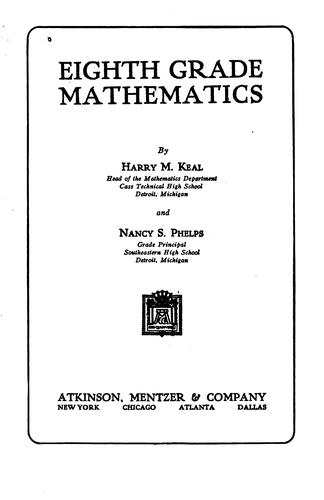 EIGHTH GRADE
MATHEMATICS
By
HARRY M. KEAL
Head of the Mathematics Department
Cass Technical High School
Detroit, Michigan
and
NANCY S. PHELPS
Grade Principal
Southeastern High School
Detroit, Michigan
ATKINSON, MENTZER & COMPANY
NEW YORK CHICAGO ATLANTA DALLAS